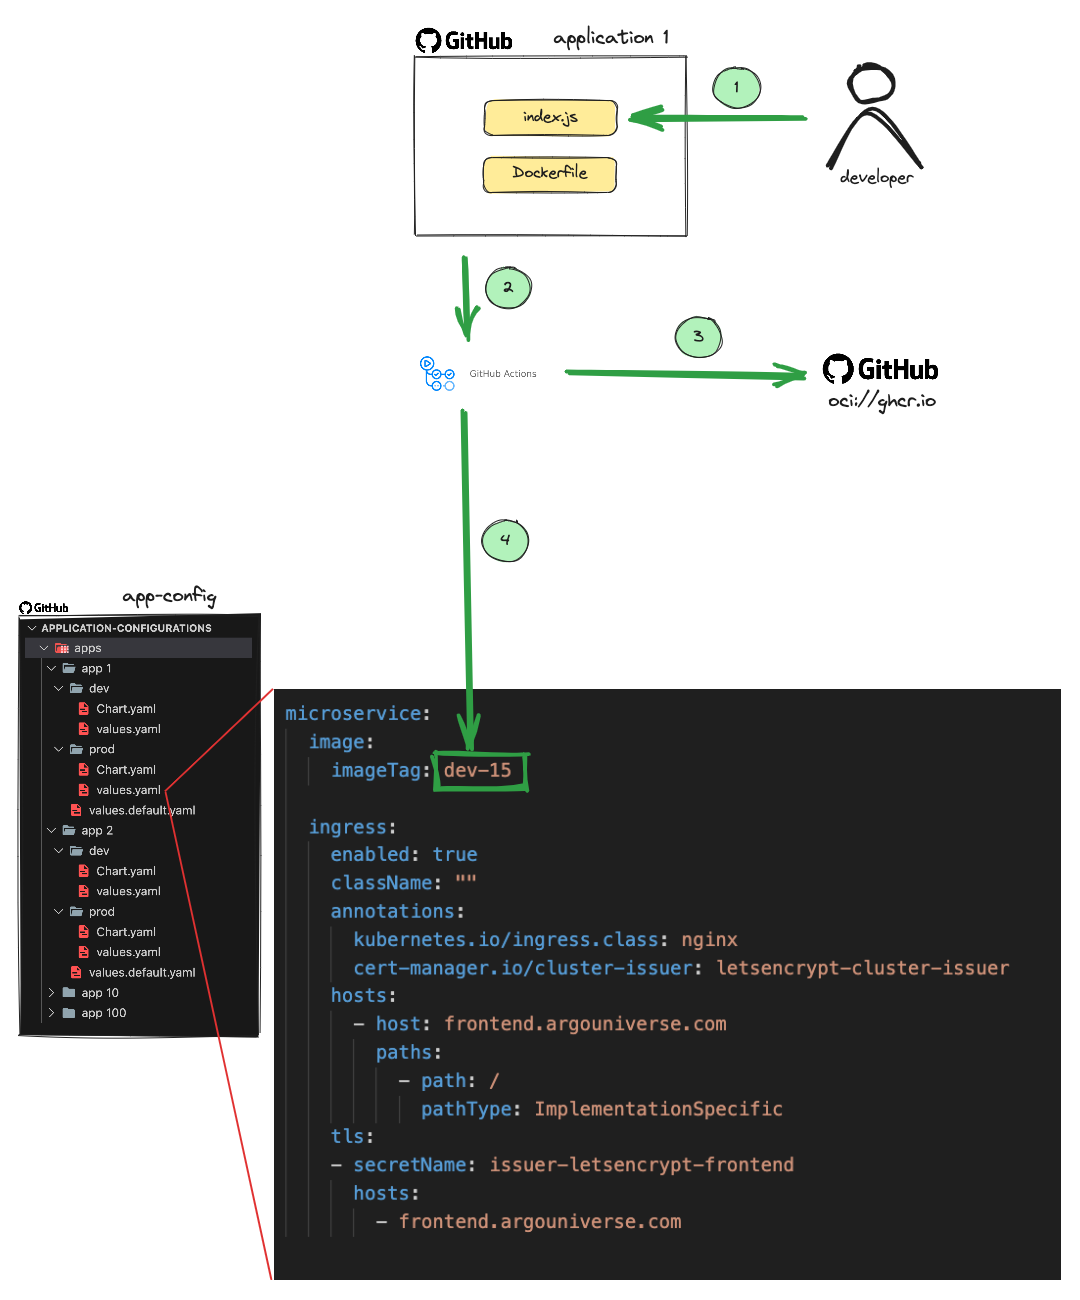 GitHub
application 1
1
index.js
Dockerfile
developer
2
3
GitHub Actions
GitHub
oci://ghcr.io
4
GitHub
app-config
APPLICATION-CONFIGURATIONS
apps
app 1
dev
Chart.yaml
values.yaml
prod
Chart.yaml
values.yaml
values.default.yaml
app 2
dev
Chart.yaml
values.yaml
prod
Chart.yaml
values.yaml
values.default.yaml
app 10
app 100
microservice:
image:
imageTag: dev-15
ingress:
enabled: true
className: ""
annotations:
kubernetes.io/ingress.class: nginx
cert-manager.io/cluster-issuer: letsencrypt-cluster-issuer
hosts:
- host: frontend.argouniverse.com
paths:
- path: /
pathType: ImplementationSpecific
tls:
- secretName: issuer-letsencrypt-frontend
hosts:
- frontend.argouniverse.com